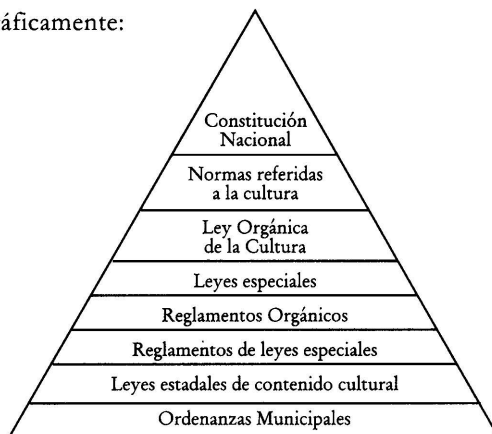 áficamente:
Constitución
Nacional
Normas referidas
a la cultura
Ley Orgánica
de la Cultura
Leyes especiales
Reglamentos Orgánicos
Reglamentos de leyes especiales
Leyes estadales de contenido cultural
Ordenanzas Municipales